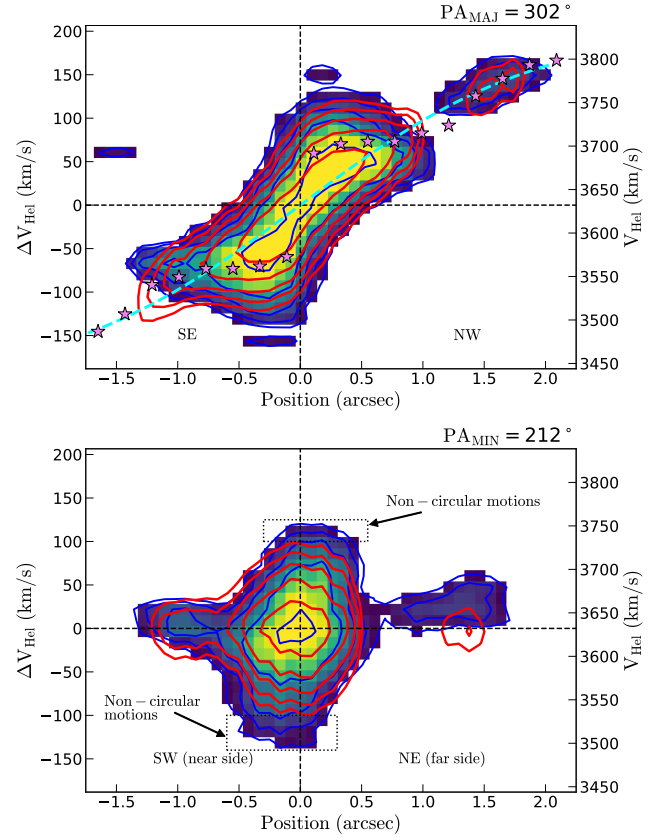 PA_MAJ = 302°
200
150
100
50
0
−50
−100
−150
ΔV_Hel (km/s)
3800
3750
3700
3650
3600
3550
3500
3450
V_Hel (km/s)
SE
NW
−1.5 −1.0 −0.5 0.0 0.5 1.0 1.5 2.0
Position (arcsec)
PA_MIN = 212°
200
150
100
50
0
−50
−100
−150
ΔV_Hel (km/s)
3800
3750
3700
3650
3600
3550
3500
3450
V_Hel (km/s)
Non−circular motions
Non−circular
motions
SW (near side)
NE (far side)
−1.5 −1.0 −0.5 0.0 0.5 1.0 1.5 2.0
Position (arcsec)